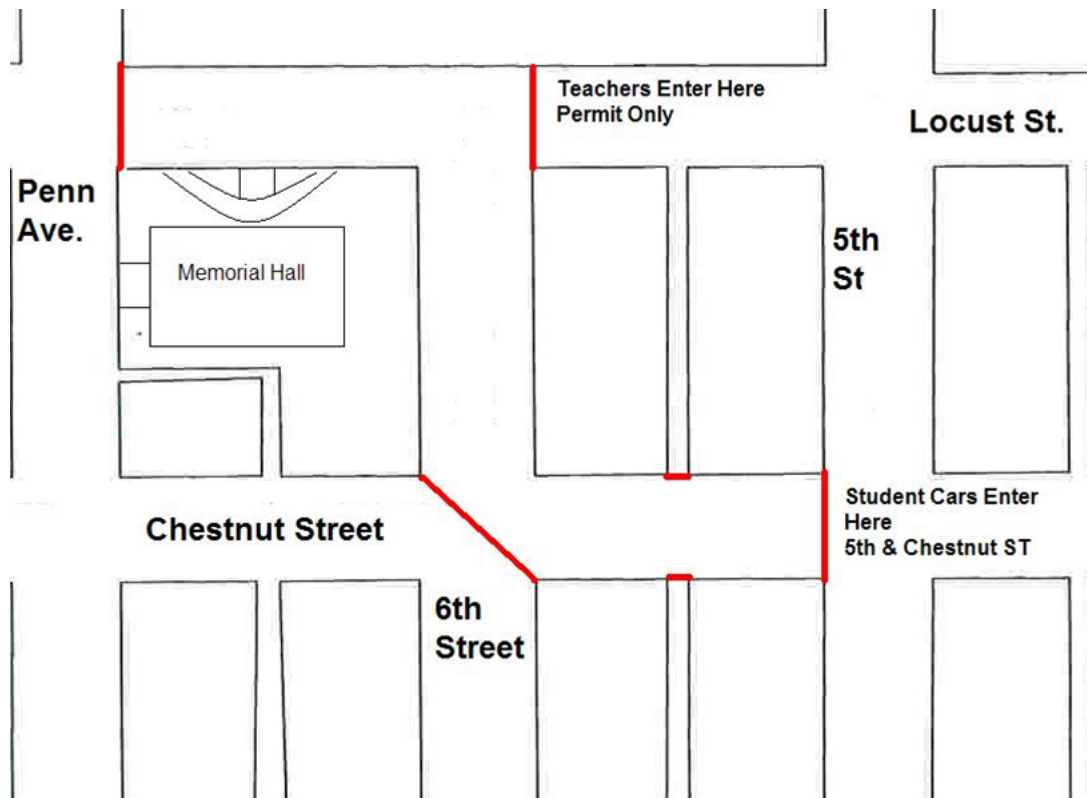 Teachers Enter Here
Permit Only
Locust St.
Penn
Ave.
Memorial Hall
5th
St
Student Cars Enter
Here
5th & Chestnut ST
Chestnut Street
6th
Street